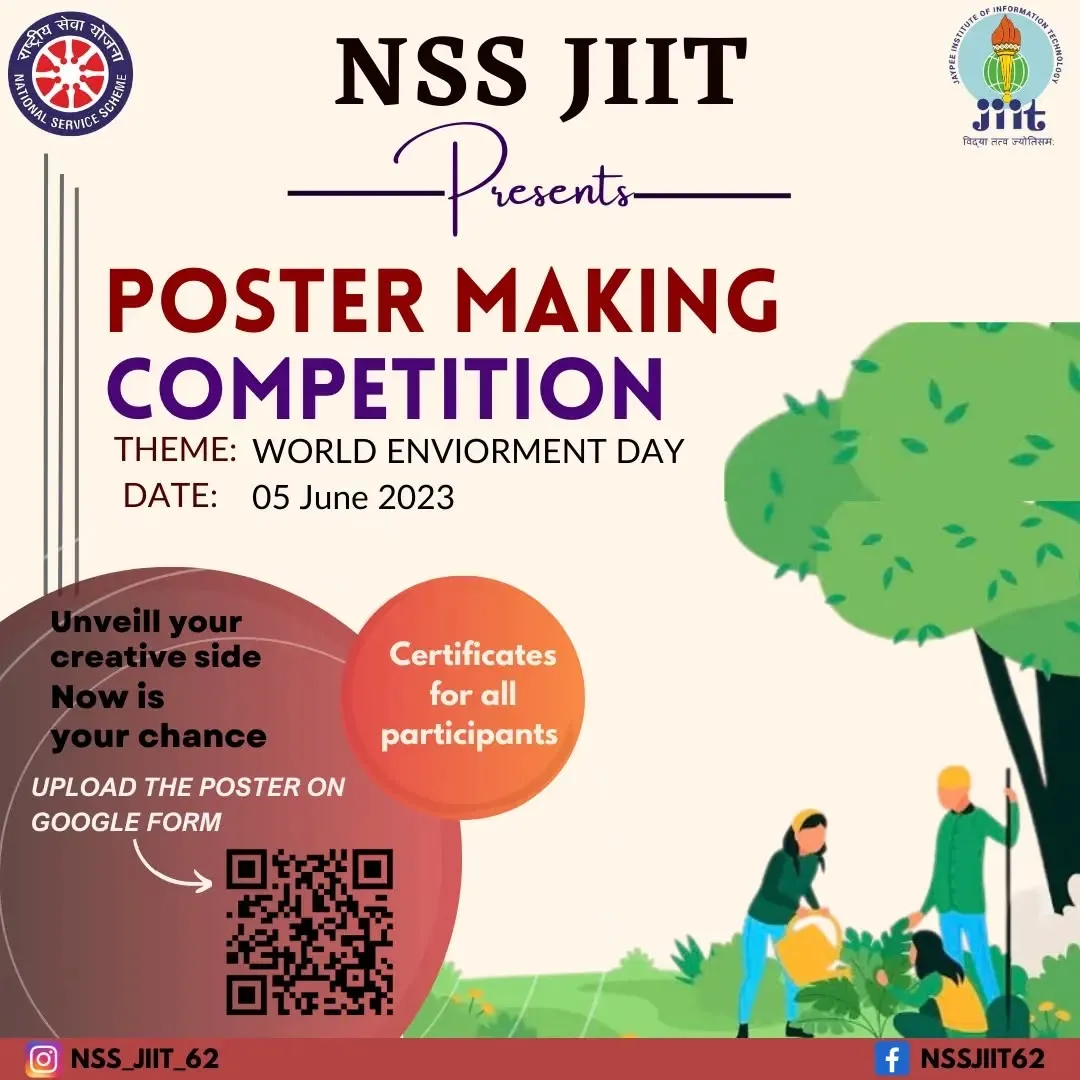 राष्ट्रीय सेवा योजना
NATIONAL SERVICE SCHEME
NSS JIIT
JAYPEE INSTITUTE OF INFORMATION TECHNOLOGY
jiit
विद्या तत्व ज्योतिसम:
Presents
POSTER MAKING
COMPETITION
THEME: WORLD ENVIORMENT DAY
DATE: 05 June 2023
Unveill your
creative side
Now is
your chance
Certificates
for all
participants
UPLOAD THE POSTER ON
GOOGLE FORM
NSS_JIIT_62
NSSJIIT62